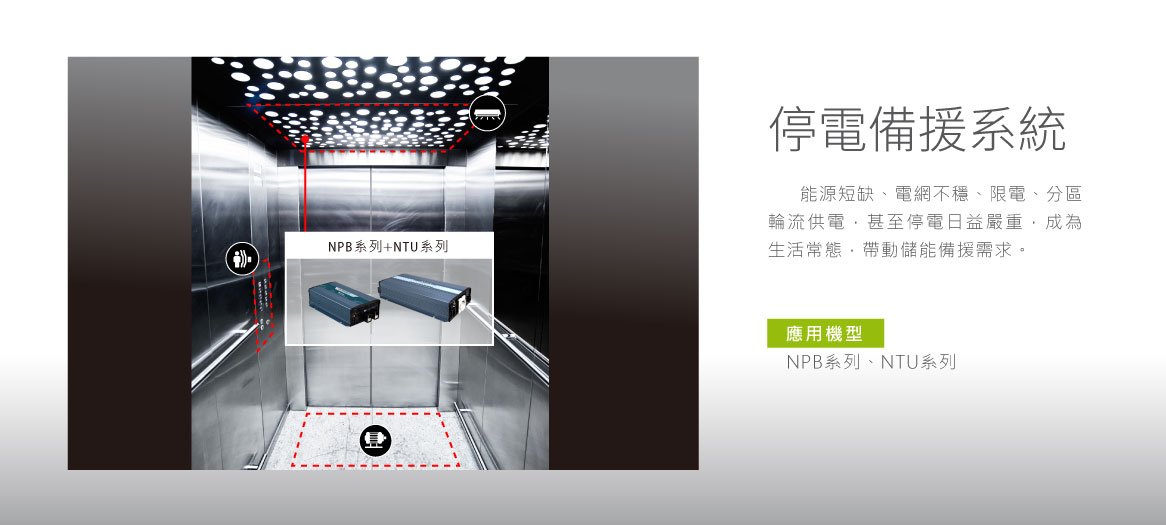 停電備援系統
能源短缺、電網不穩、限電、分區
輪流供電，甚至停電日益嚴重，成為
生活常態，帶動儲能備援需求。
NPB系列+NTU系列
應用機型
NPB系列、NTU系列